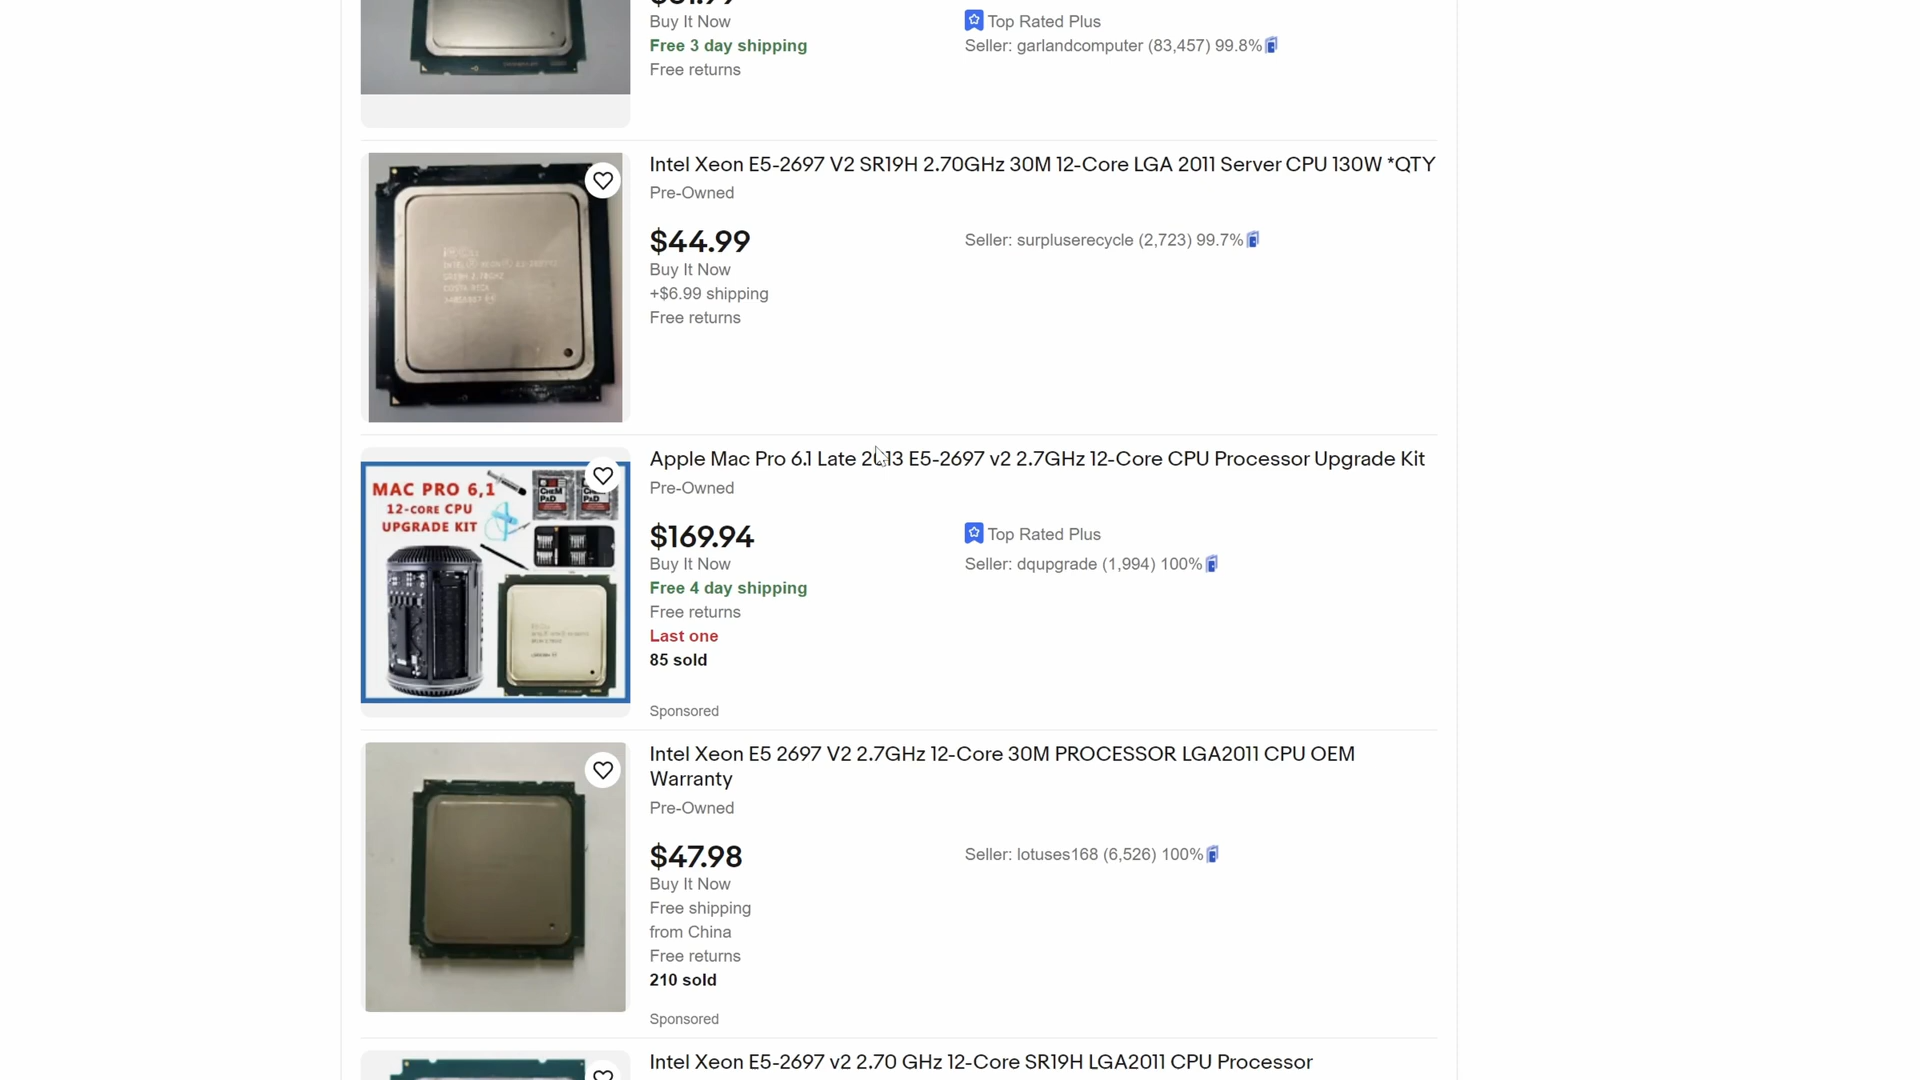 Buy It Now
Top Rated Plus
Free 3 day shipping
Seller: garlandcomputer (83,457) 99.8%
Free returns
Intel Xeon E5-2697 V2 SR19H 2.70GHz 30M 12-Core LGA 2011 Server CPU 130W *QTY
Pre-Owned
$44.99
Seller: surpluserecycle (2,723) 99.7%
Buy It Now
+$6.99 shipping
Free returns
Apple Mac Pro 6.1 Late 2013 E5-2697 v2 2.7GHz 12-Core CPU Processor Upgrade Kit
MAC PRO 6,1
12-CORE CPU
UPGRADE KIT
Pre-Owned
$169.94
Top Rated Plus
Buy It Now
Seller: dqupgrade (1,994) 100%
Free 4 day shipping
Free returns
Last one
85 sold
Sponsored
Intel Xeon E5 2697 V2 2.7GHz 12-Core 30M PROCESSOR LGA2011 CPU OEM
Warranty
Pre-Owned
$47.98
Seller: lotuses168 (6,526) 100%
Buy It Now
Free shipping
from China
Free returns
210 sold
Sponsored
Intel Xeon E5-2697 v2 2.70 GHz 12-Core SR19H LGA2011 CPU Processor